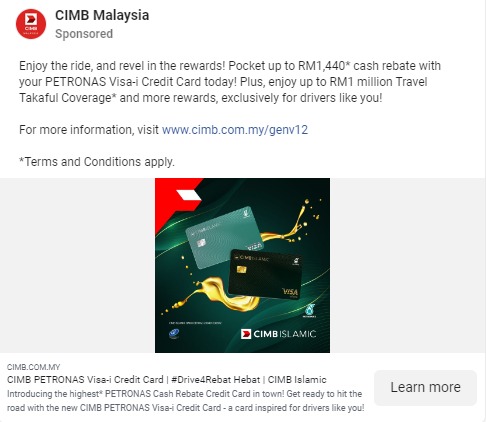 CIMB Malaysia
Sponsored
CIMB
Enjoy the ride, and revel in the rewards! Pocket up to RM1,440* cash rebate with
your PETRONAS Visa-i Credit Card today! Plus, enjoy up to RM1 million Travel
Takaful Coverage* and more rewards, exclusively for drivers like you!
For more information, visit www.cimb.com.my/genv12
*Terms and Conditions apply.
CIMB ISLAMIC
CIMB ISLAMIC
VISA
PETRONAS
CIMB ISLAMIC
CIMB.COM.MY
CIMB PETRONAS Visa-i Credit Card | #Drive4Rebat Hebat | CIMB Islamic
Introducing the highest* PETRONAS Cash Rebate Credit Card in town! Get ready to hit the
road with the new CIMB PETRONAS Visa-i Credit Card - a card inspired for drivers like you!
Learn more